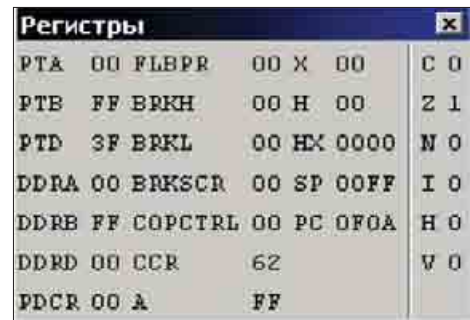 Регистры
PTA 00 FLBPR 00 X 00 C 0
PTB FF BRKH 00 H 00 Z 1
PTD 3F BRKL 00 HX 0000 N 0
DDRA 00 BRKSCR 00 SP 00FF I 0
DDRB FF COPCTRL 00 PC 0F0A H 0
DDRD 00 CCR 62 V 0
PDCR 00 A FF